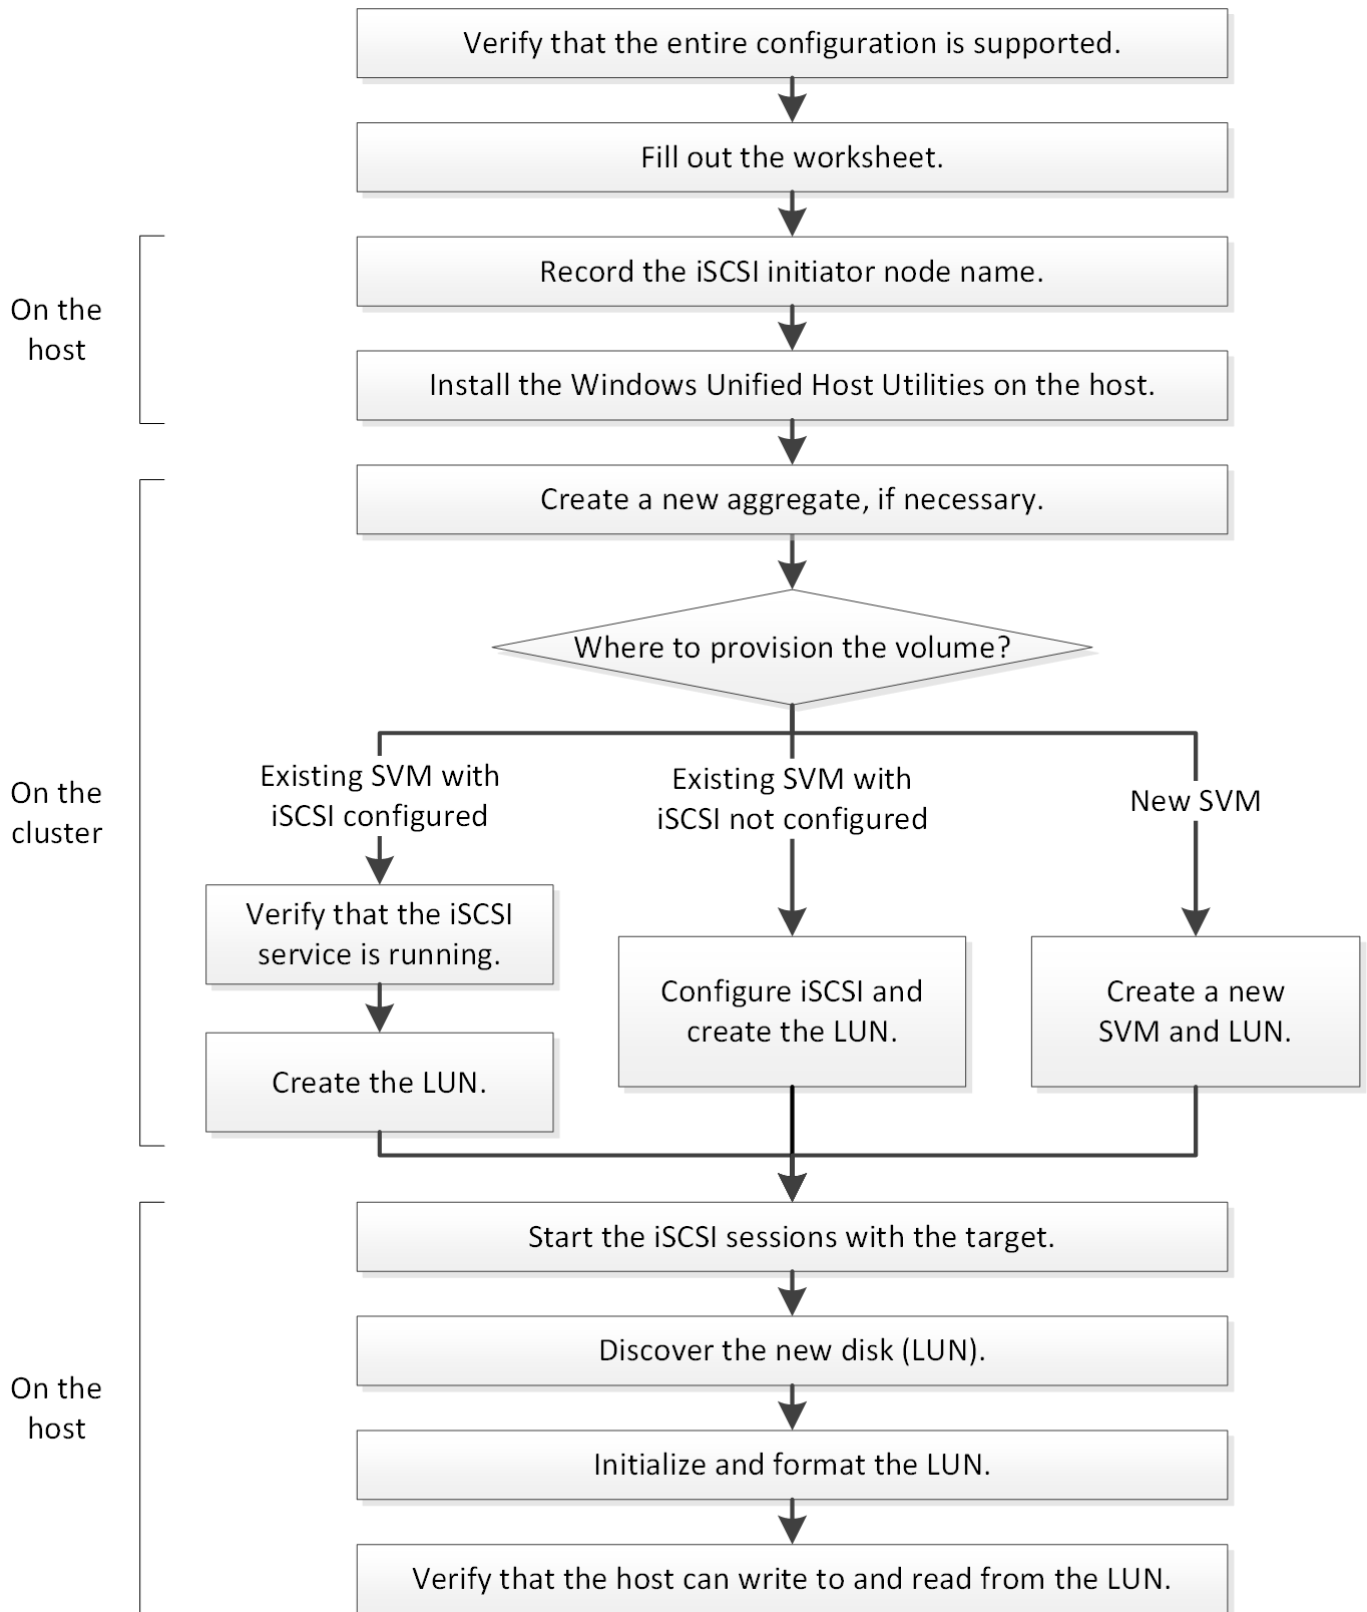 Verify that the entire configuration is supported.
Fill out the worksheet.
On the
host
Record the iSCSI initiator node name.
Install the Windows Unified Host Utilities on the host.
On the
cluster
Create a new aggregate, if necessary.
Where to provision the volume?
Existing SVM with
iSCSI configured
Existing SVM with
iSCSI not configured
New SVM
Verify that the iSCSI
service is running.
Create the LUN.
Configure iSCSI and
create the LUN.
Create a new
SVM and LUN.
On the
host
Start the iSCSI sessions with the target.
Discover the new disk (LUN).
Initialize and format the LUN.
Verify that the host can write to and read from the LUN.